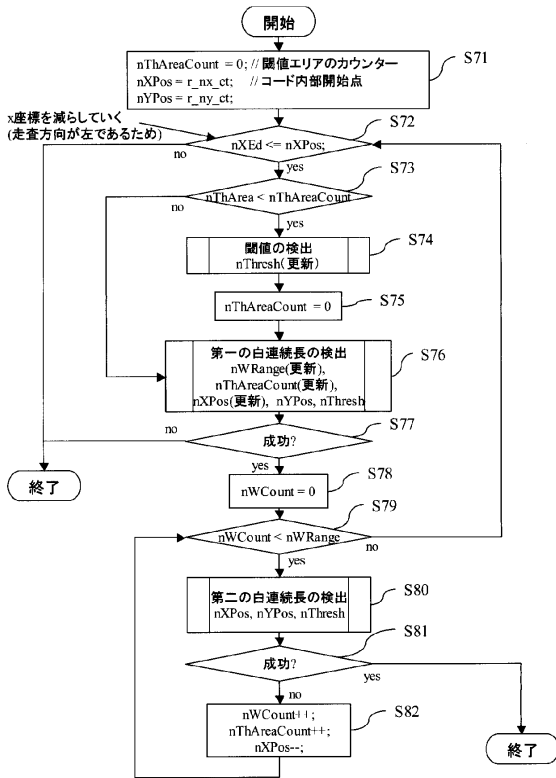 開始
S71
nThAreaCount = 0; // 閾値エリアのカウンター
nXPos = r_nx_ct; // コード内部開始点
nYPos = r_ny_ct;
x座標を減らしていく
(走査方向が左であるため)
S72
nXEd <= nXPos;
no
yes
S73
nThArea < nThAreaCount
no
yes
S74
閾値の検出
nThresh(更新)
S75
nThAreaCount = 0
S76
第一の白連続長の検出
nWRange(更新),
nThAreaCount(更新),
nXPos(更新), nYPos, nThresh
S77
no
成功?
yes
終了
S78
nWCount = 0
S79
nWCount < nWRange
no
yes
S80
第二の白連続長の検出
nXPos, nYPos, nThresh
S81
成功?
yes
no
S82
nWCount++;
nThAreaCount++;
nXPos--;
終了